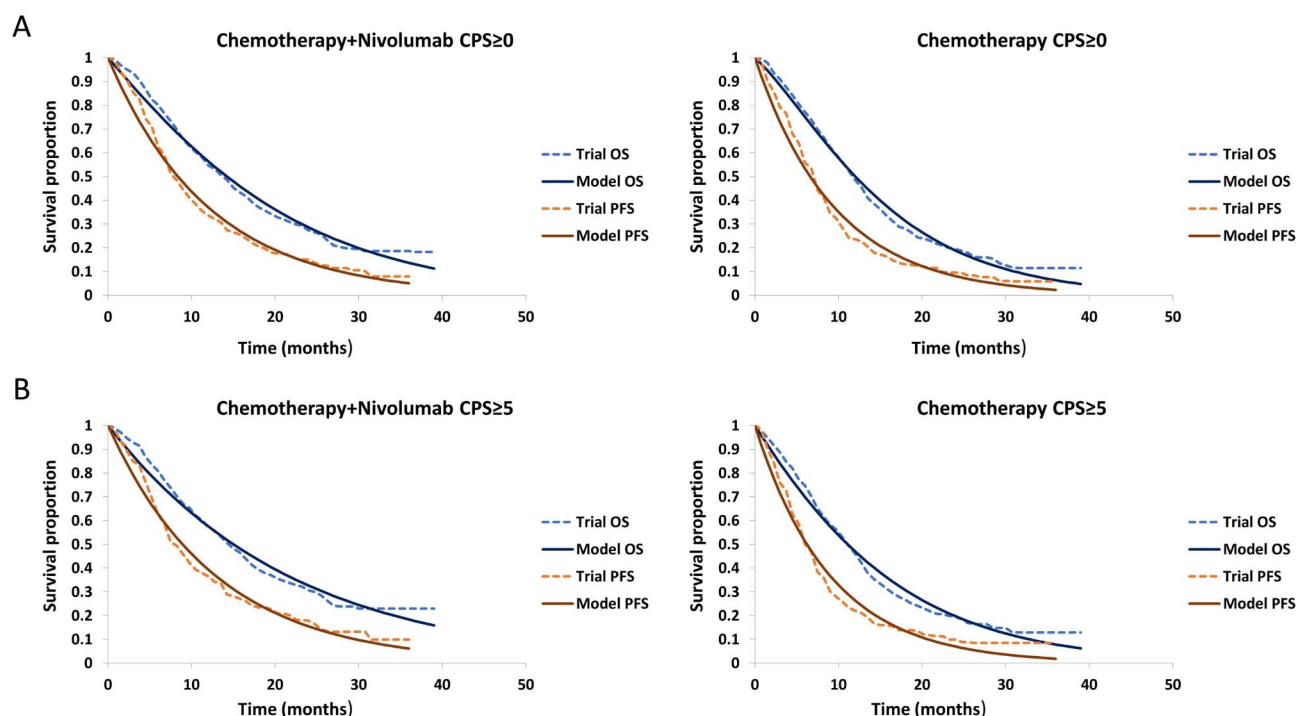 A
Chemotherapy+Nivolumab CPS≥0
1
0.9
0.8
0.7
0.6
0.5
0.4
0.3
0.2
0.1
0
Survival proportion
0 10 20 30 40 50
Time (months)
Trial OS
Model OS
Trial PFS
Model PFS
Chemotherapy CPS≥0
1
0.9
0.8
0.7
0.6
0.5
0.4
0.3
0.2
0.1
0
Survival proportion
0 10 20 30 40 50
Time (months)
Trial OS
Model OS
Trial PFS
Model PFS
B
Chemotherapy+Nivolumab CPS≥5
1
0.9
0.8
0.7
0.6
0.5
0.4
0.3
0.2
0.1
0
Survival proportion
0 10 20 30 40 50
Time (months)
Trial OS
Model OS
Trial PFS
Model PFS
Chemotherapy CPS≥5
1
0.9
0.8
0.7
0.6
0.5
0.4
0.3
0.2
0.1
0
Survival proportion
0 10 20 30 40 50
Time (months)
Trial OS
Model OS
Trial PFS
Model PFS